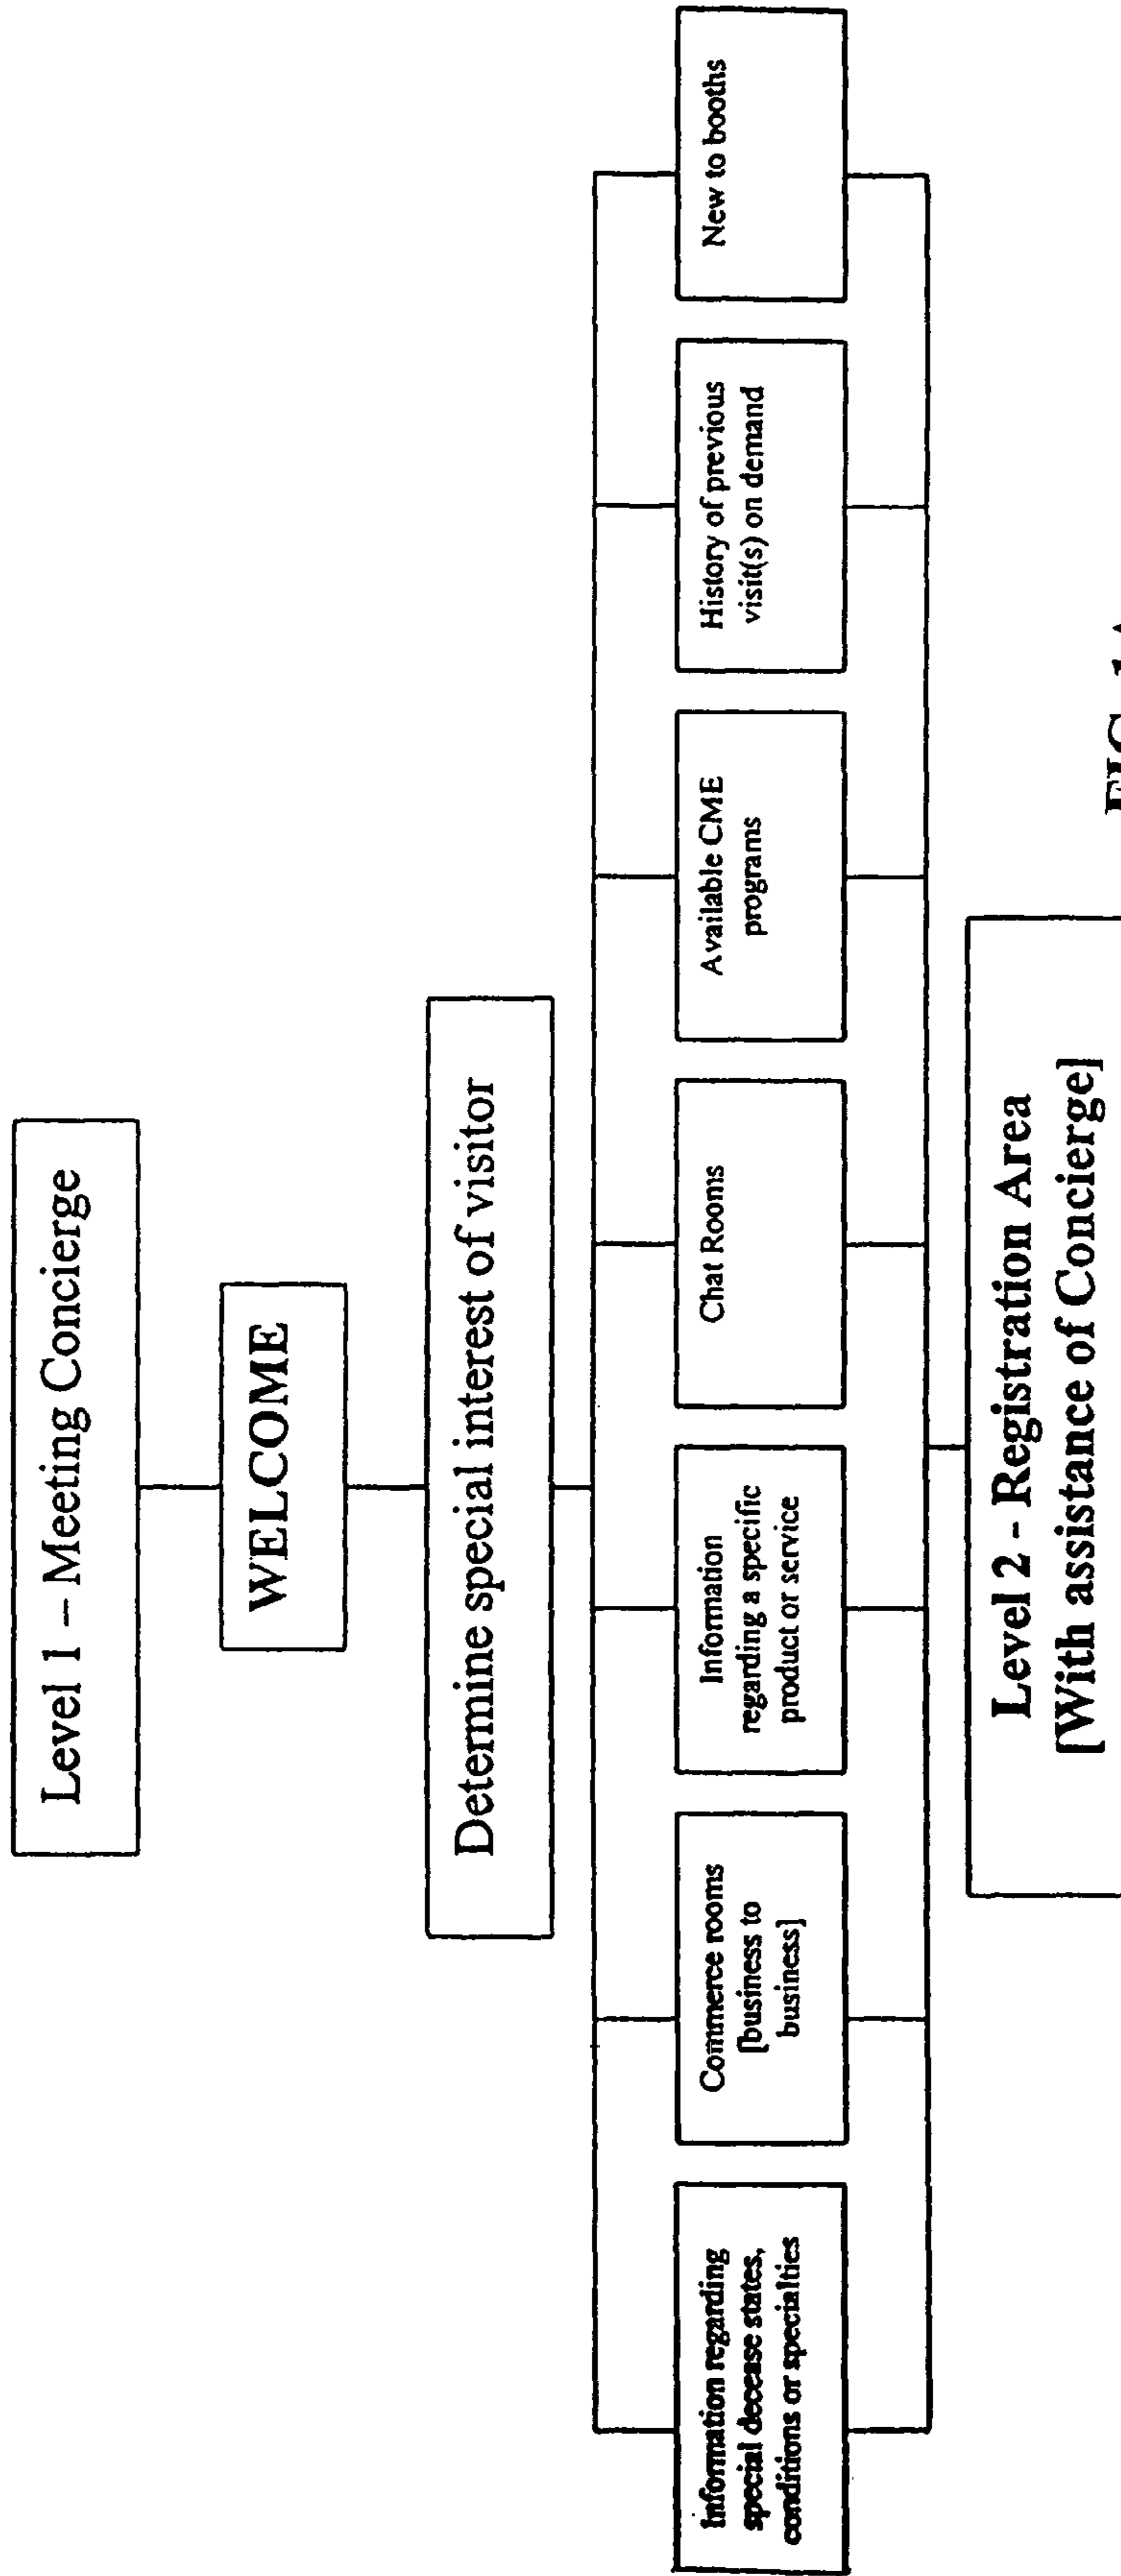 Level 1 – Meeting Concierge
WELCOME
Determine special interest of visitor
Information regarding
special decease states,
conditions or specialties
Commerce rooms
[business to
business]
Information
regarding a specific
product or service
Chat Rooms
Available CME
programs
History of previous
visit(s) on demand
New to booths
Level 2 - Registration Area
[With assistance of Concierge]
FIG. 1A